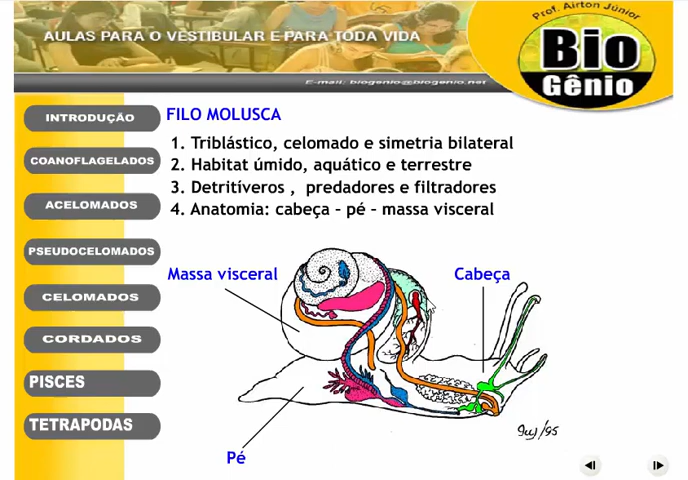 AULAS PARA O VESTIBULAR E PARA TODA VIDA
Prof. Airton Júnior
Bio
Gênio
E-mail: biogenio@biogenio.net
INTRODUÇÃO
COANOFLAGELADOS
ACELOMADOS
PSEUDOCELOMADOS
CELOMADOS
CORDADOS
PISCES
TETRAPODAS
FILO MOLUSCA
1. Triblástico, celomado e simetria bilateral
2. Habitat úmido, aquático e terrestre
3. Detritíveros , predadores e filtradores
4. Anatomia: cabeça – pé – massa visceral
Massa visceral
Cabeça
Pé